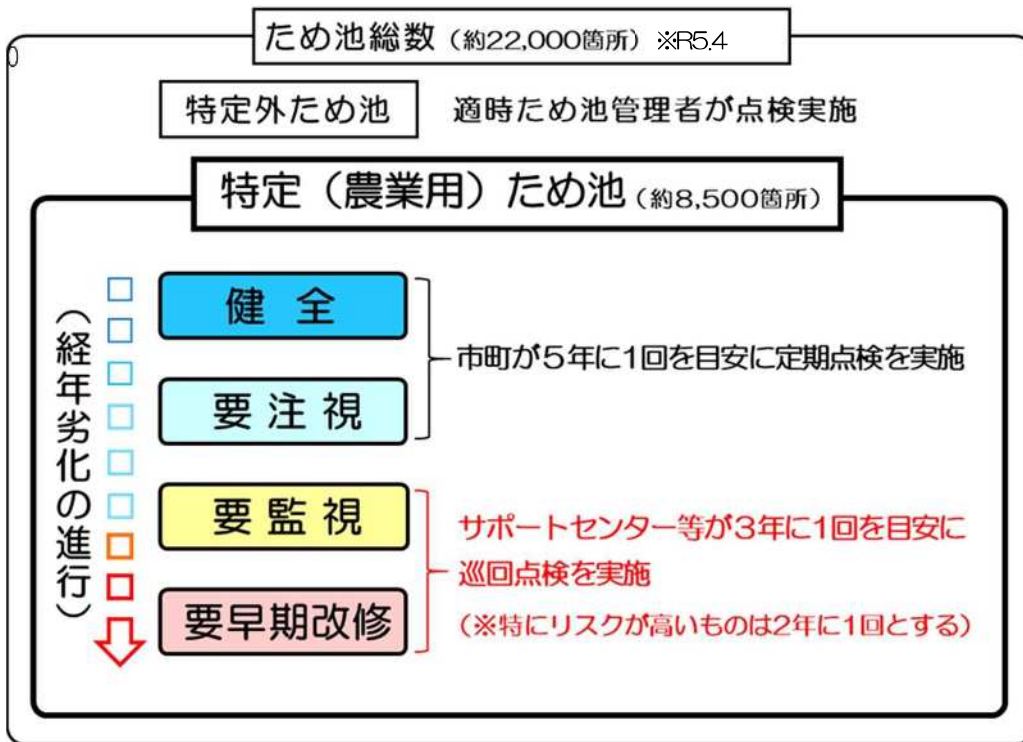 ため池総数（約22,000箇所）※R5.4
特定外ため池　適時ため池管理者が点検実施
特定（農業用）ため池（約8,500箇所）
（経年劣化の進行）
健全
要注視
市町が５年に1回を目安に定期点検を実施
要監視
要早期改修
サポートセンター等が３年に1回を目安に
巡回点検を実施
（※特にリスクが高いものは2年に1回とする）